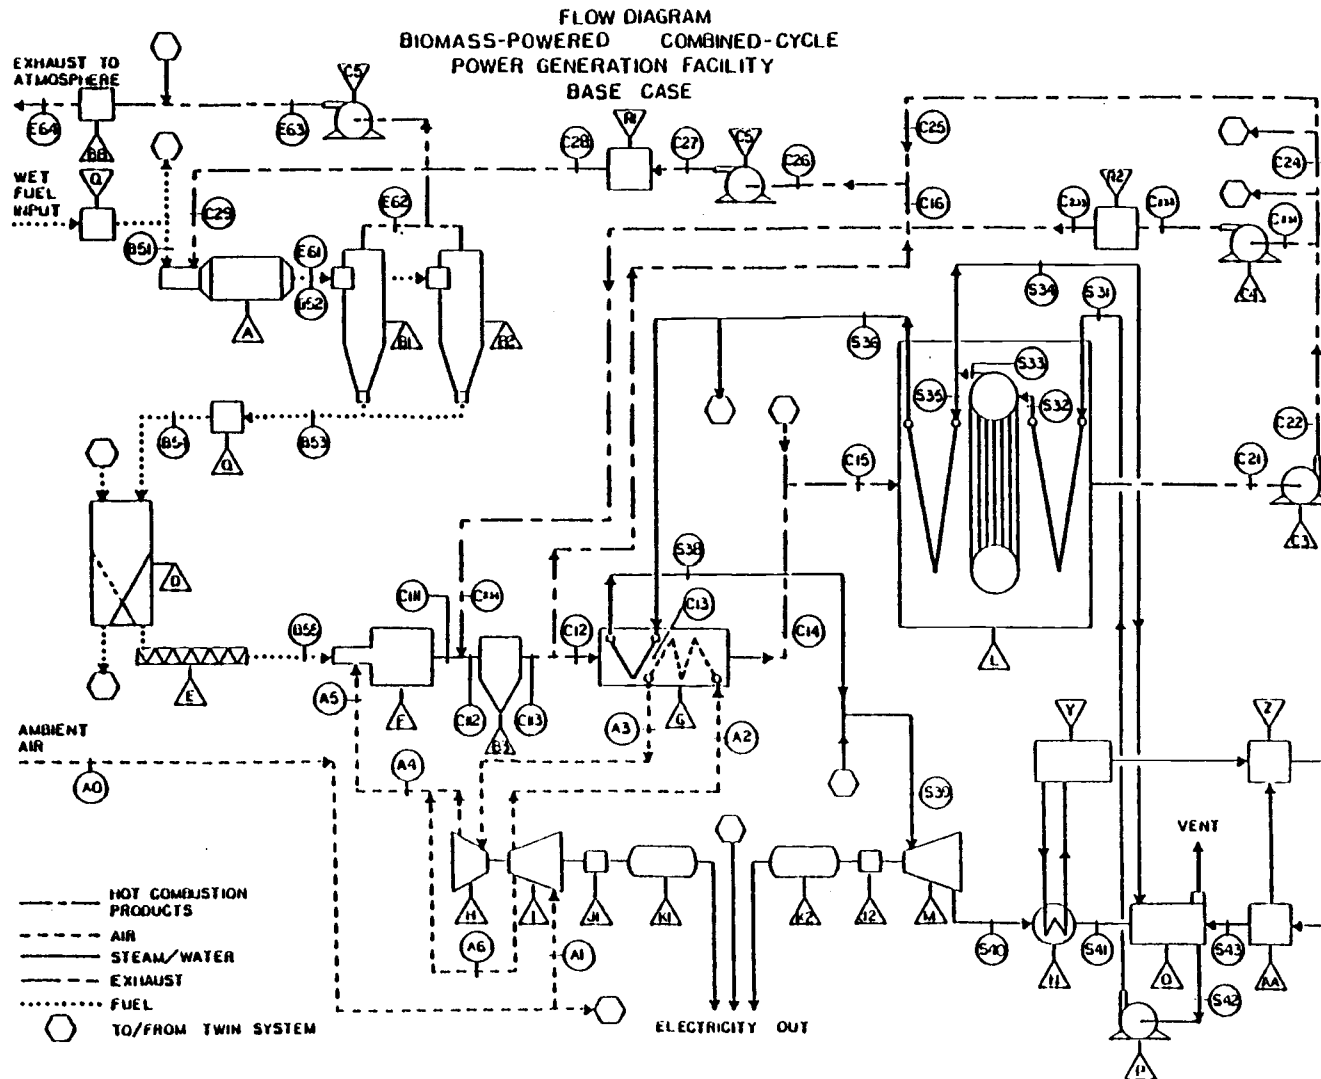 FLOW DIAGRAM
BIOMASS-POWERED COMBINED-CYCLE
POWER GENERATION FACILITY
BASE CASE
EXHAUST TO
ATMOSPHERE
C5
E64
BB
E63
WET
FUEL
INPUT
Q
C29
B51
E62
E61
A
B1
B2
C28
C27
C5
C26
C25
C16
C24
C4
S34
S31
S36
S33
S35
S32
C15
C21
C22
C3
L
B54
Q
B53
D
E
B55
A5
F
C112
B3
C113
C12
S38
C13
C14
G
A3
A2
A4
AMBIENT
AIR
A0
S39
Y
Z
VENT
H
I
J1
K1
K2
J2
M
A6
A1
S40
N
S41
O
S43
AA
S42
P
HOT COMBUSTION
PRODUCTS
AIR
STEAM/WATER
EXHAUST
FUEL
TO/FROM TWIN SYSTEM
ELECTRICITY OUT